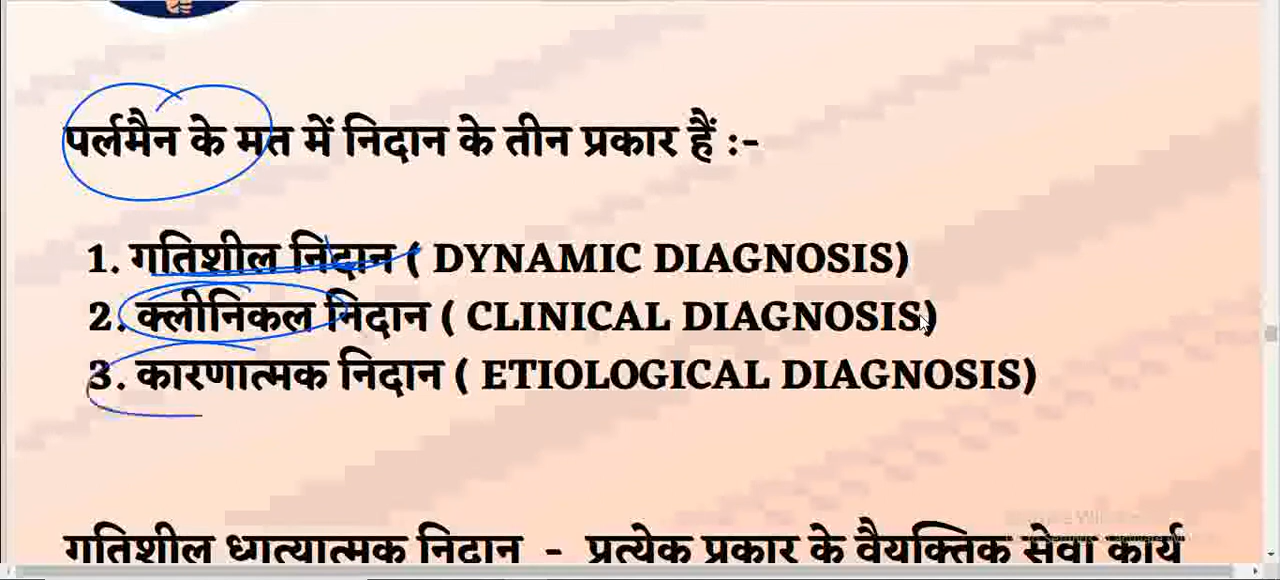 पर्लमैन के मत में निदान के तीन प्रकार हैं :-
1. गतिशील निदान ( DYNAMIC DIAGNOSIS)
2. क्लीनिकल निदान ( CLINICAL DIAGNOSIS)
3. कारणात्मक निदान ( ETIOLOGICAL DIAGNOSIS)
गतिशील ध्गत्यात्मक निदान - प्रत्येक प्रकार के वैयक्तिक सेवा कार्य